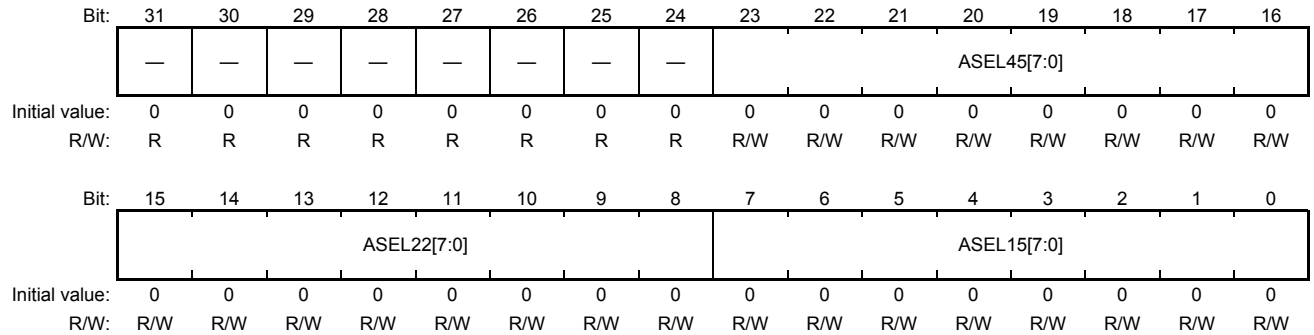 Bit: 31 30 29 28 27 26 25 24 23 22 21 20 19 18 17 16
— — — — — — — — ASEL45[7:0]
Initial value: 0 0 0 0 0 0 0 0 0 0 0 0 0 0 0 0
R/W: R R R R R R R R R/W R/W R/W R/W R/W R/W R/W R/W
Bit: 15 14 13 12 11 10 9 8 7 6 5 4 3 2 1 0
ASEL22[7:0] ASEL15[7:0]
Initial value: 0 0 0 0 0 0 0 0 0 0 0 0 0 0 0 0
R/W: R/W R/W R/W R/W R/W R/W R/W R/W R/W R/W R/W R/W R/W R/W R/W R/W